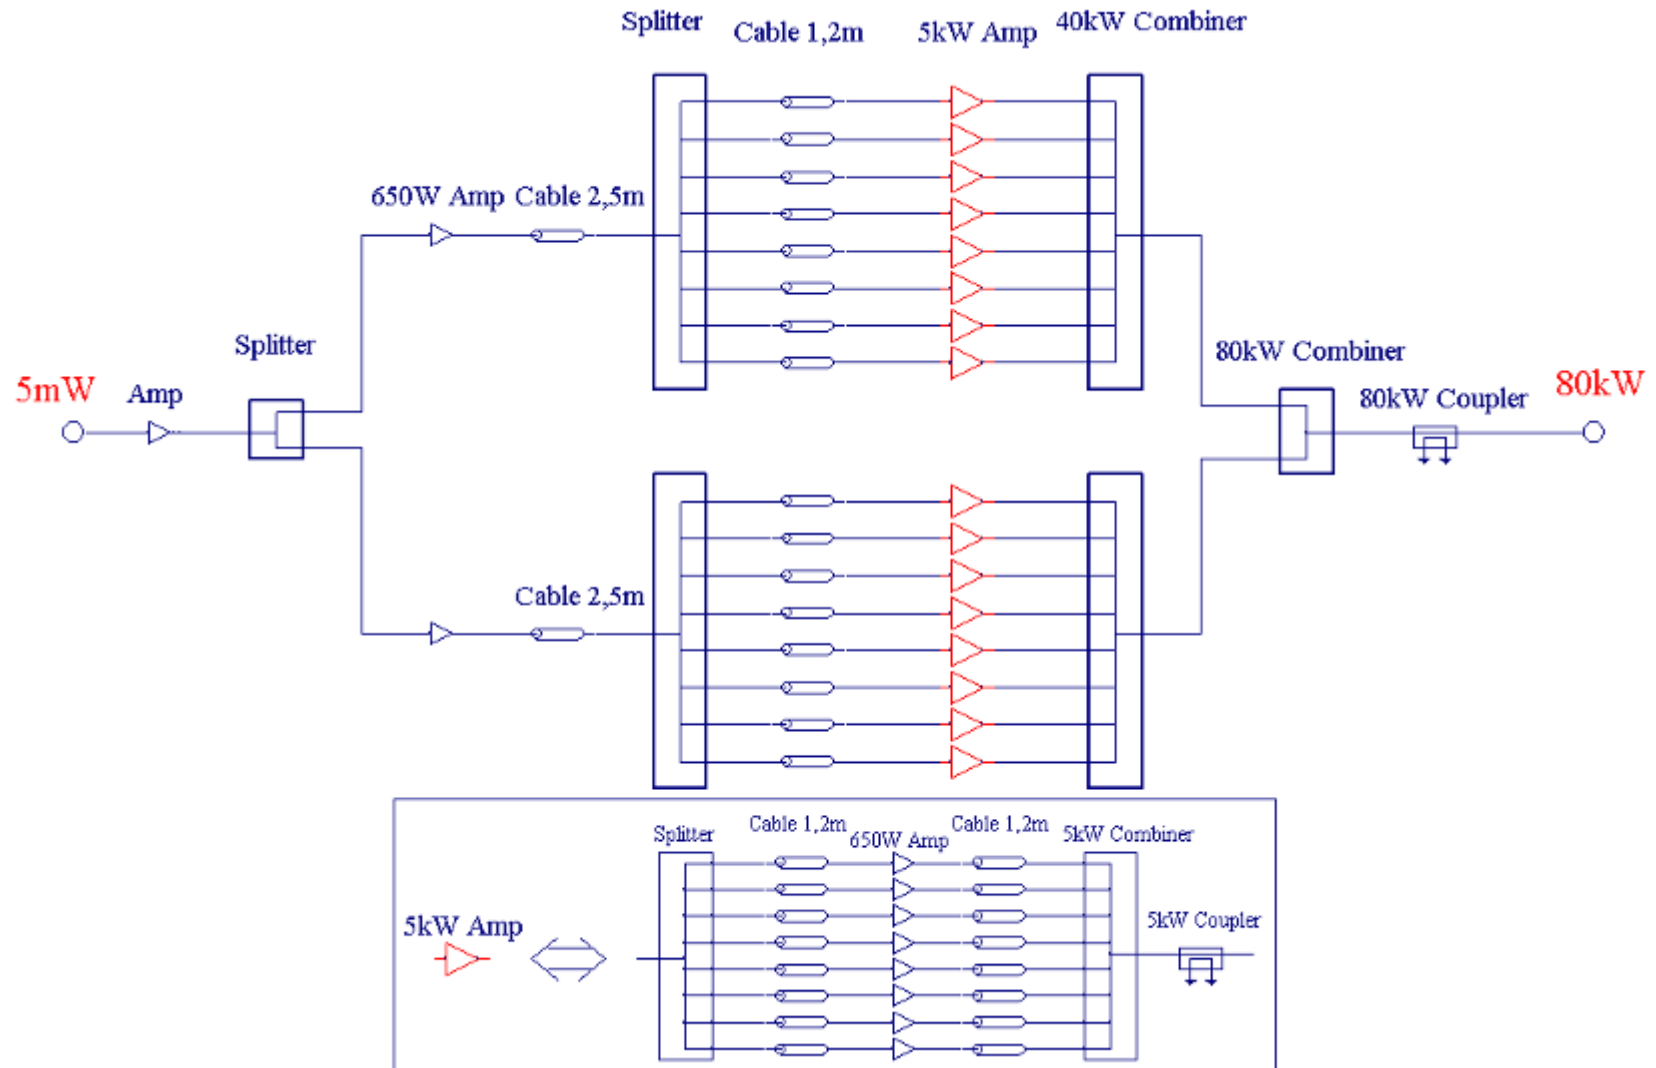 Splitter
Cable 1,2m
5kW Amp
40kW Combiner
650W Amp
Cable 2,5m
Splitter
80kW Combiner
5mW
Amp
80kW Coupler
80kW
Cable 2,5m
Splitter
Cable 1,2m
650W Amp
Cable 1,2m
5kW Combiner
5kW Amp
5kW Coupler